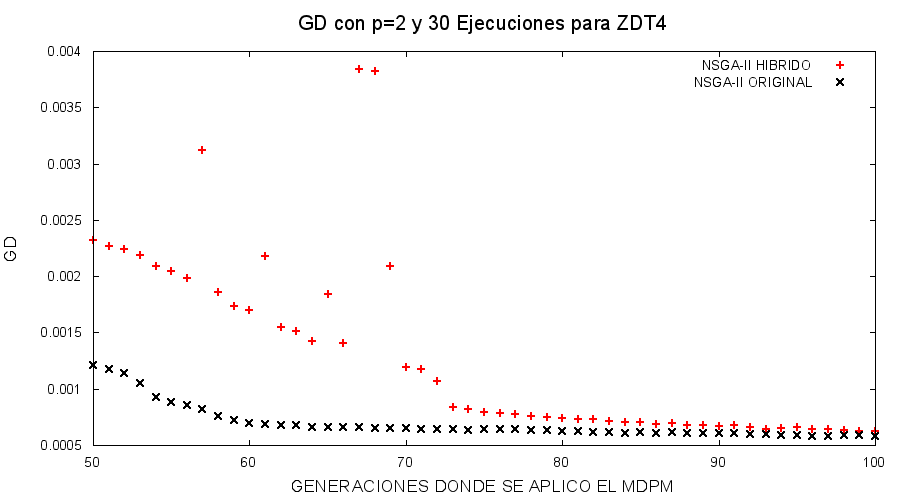 GD con p=2 y 30 Ejecuciones para ZDT4
NSGA-II HIBRIDO
NSGA-II ORIGINAL
0.004
0.0035
0.003
0.0025
0.002
0.0015
0.001
0.0005
GD
50 60 70 80 90 100
GENERACIONES DONDE SE APLICO EL MDPM